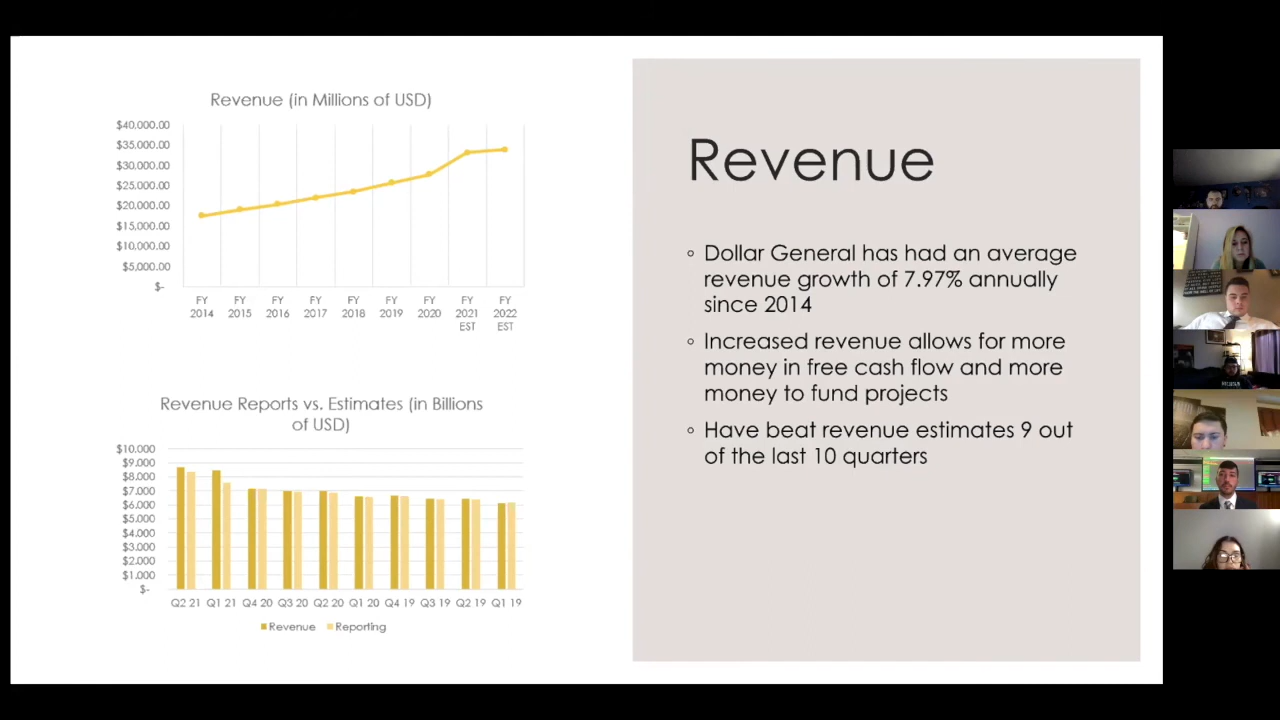 Revenue (in Millions of USD)
$40,000.00
$35,000.00
$30,000.00
$25,000.00
$20,000.00
$15,000.00
$10,000.00
$5,000.00
$-
FY 2014
FY 2015
FY 2016
FY 2017
FY 2018
FY 2019
FY 2020
FY 2021 EST
FY 2022 EST
Revenue Reports vs. Estimates (in Billions
of USD)
$10.000
$9.000
$8.000
$7.000
$6.000
$5.000
$4.000
$3.000
$2.000
$1.000
$-
Q2 21 Q1 21 Q4 20 Q3 20 Q2 20 Q1 20 Q4 19 Q3 19 Q2 19 Q1 19
Revenue Reporting
Revenue
Dollar General has had an average
revenue growth of 7.97% annually
since 2014
Increased revenue allows for more
money in free cash flow and more
money to fund projects
Have beat revenue estimates 9 out
of the last 10 quarters